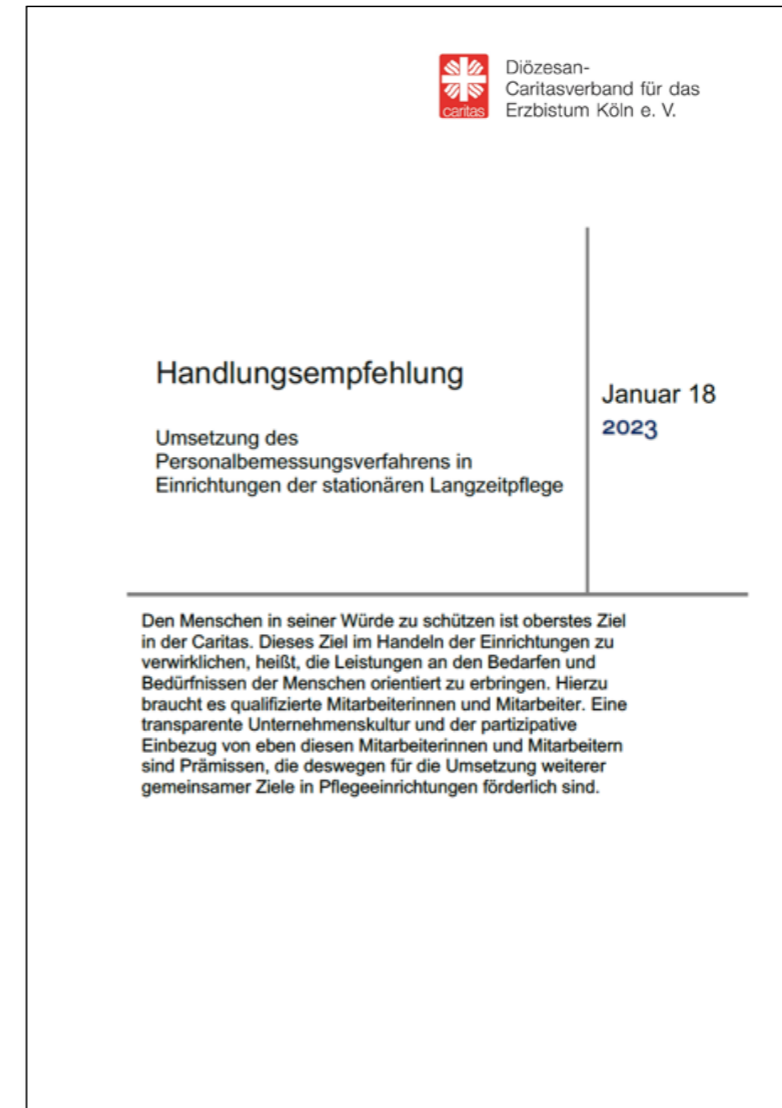 caritas
Diözesan-
Caritasverband für das
Erzbistum Köln e. V.
Handlungsempfehlung
Umsetzung des
Personalbemessungsverfahrens in
Einrichtungen der stationären Langzeitpflege
Januar 18
2023
Den Menschen in seiner Würde zu schützen ist oberstes Ziel
in der Caritas. Dieses Ziel im Handeln der Einrichtungen zu
verwirklichen, heißt, die Leistungen an den Bedarfen und
Bedürfnissen der Menschen orientiert zu erbringen. Hierzu
braucht es qualifizierte Mitarbeiterinnen und Mitarbeiter. Eine
transparente Unternehmenskultur und der partizipative
Einbezug von eben diesen Mitarbeiterinnen und Mitarbeitern
sind Prämissen, die deswegen für die Umsetzung weiterer
gemeinsamer Ziele in Pflegeeinrichtungen förderlich sind.